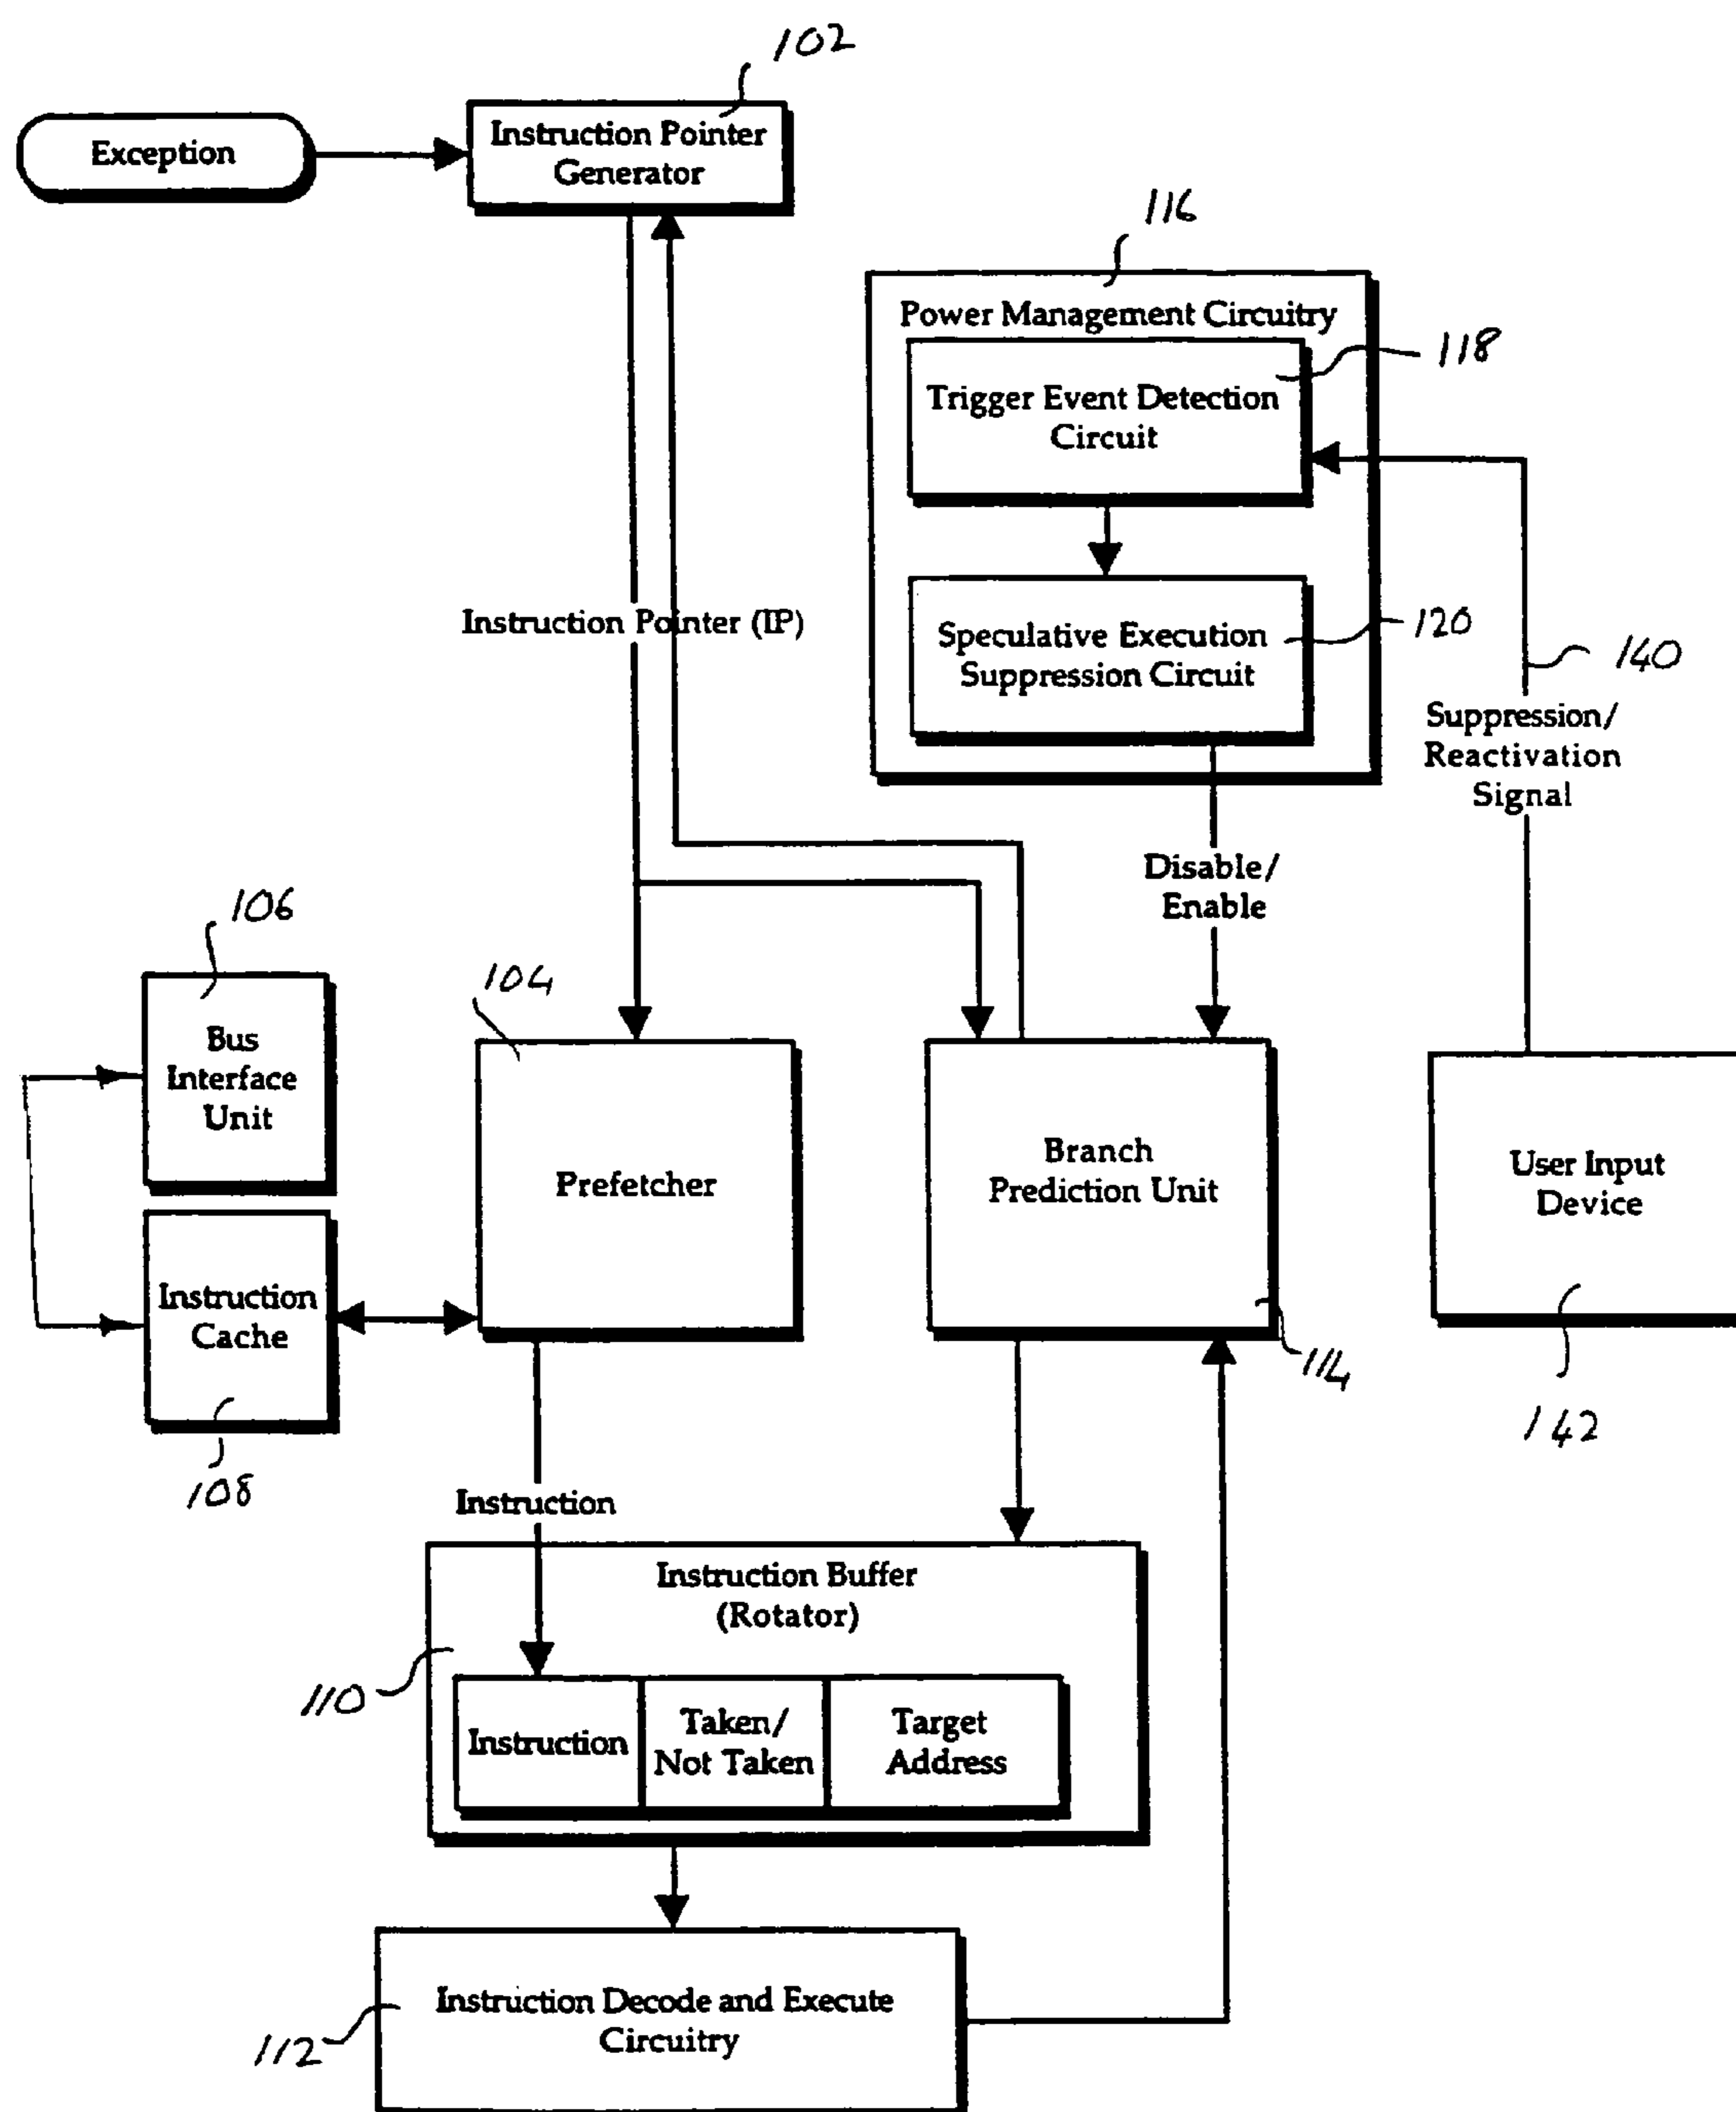 102
Exception
Instruction Pointer
Generator
116
Power Management Circuitry
118
Trigger Event Detection
Circuit
Instruction Pointer (IP)
Speculative Execution
Suppression Circuit
120
140
Suppression/
Reactivation
Signal
Disable/
Enable
106
Bus
Interface
Unit
104
Prefetcher
Branch
Prediction Unit
114
User Input
Device
142
Instruction
Cache
108
Instruction
Instruction Buffer
(Rotator)
110
Instruction
Taken/
Not Taken
Target
Address
Instruction Decode and Execute
Circuitry
112